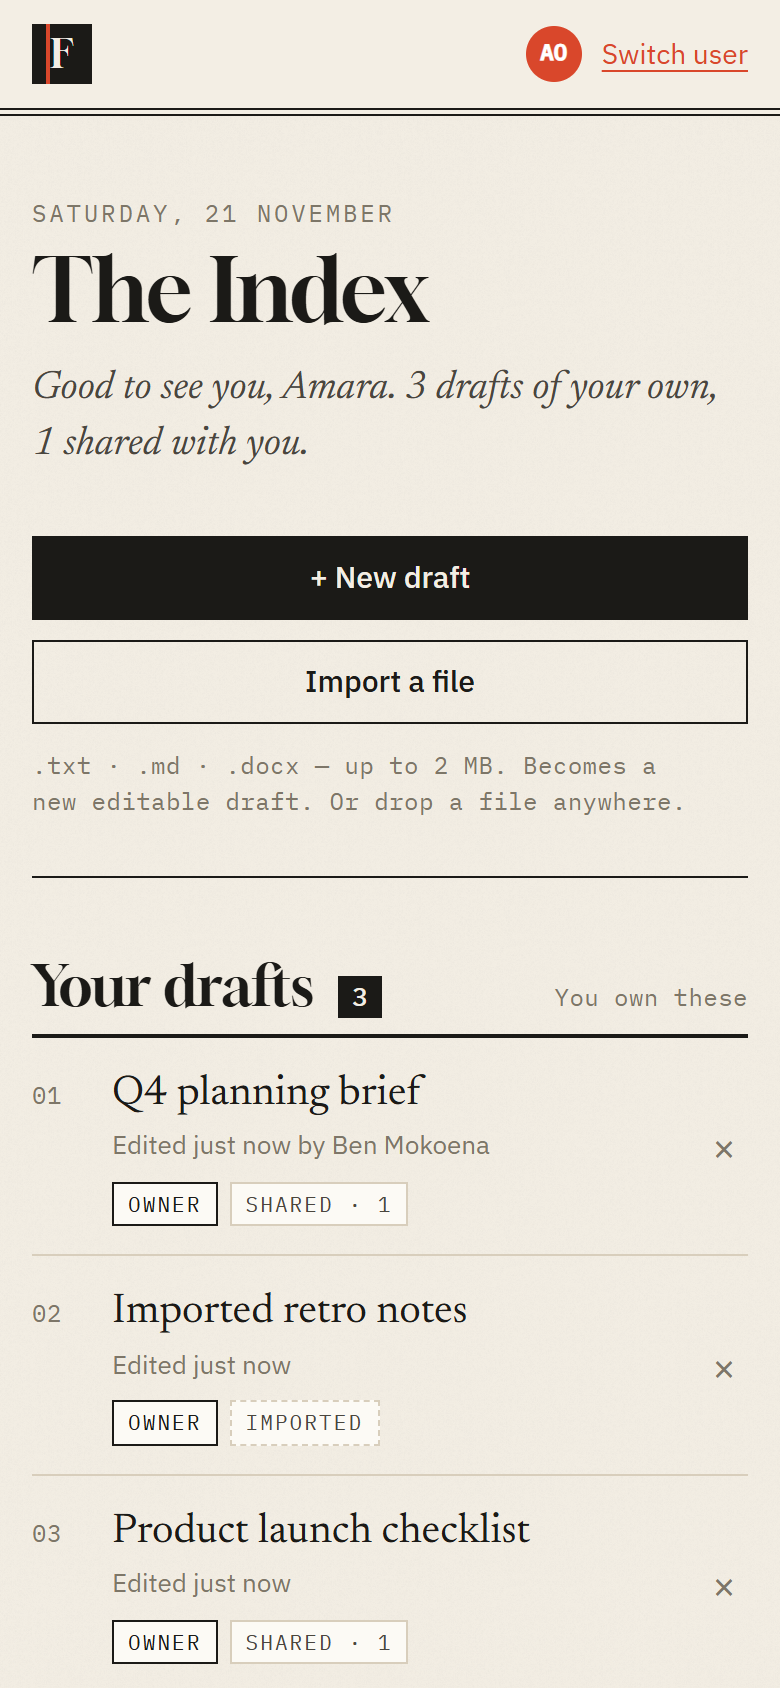 F
AO Switch user
SATURDAY, 21 NOVEMBER
The Index
Good to see you, Amara. 3 drafts of your own,
1 shared with you.
+ New draft
Import a file
.txt · .md · .docx — up to 2 MB. Becomes a
new editable draft. Or drop a file anywhere.
Your drafts 3 You own these
01 Q4 planning brief
Edited just now by Ben Mokoena
×
OWNER SHARED · 1
02 Imported retro notes
Edited just now
×
OWNER IMPORTED
03 Product launch checklist
Edited just now
×
OWNER SHARED · 1